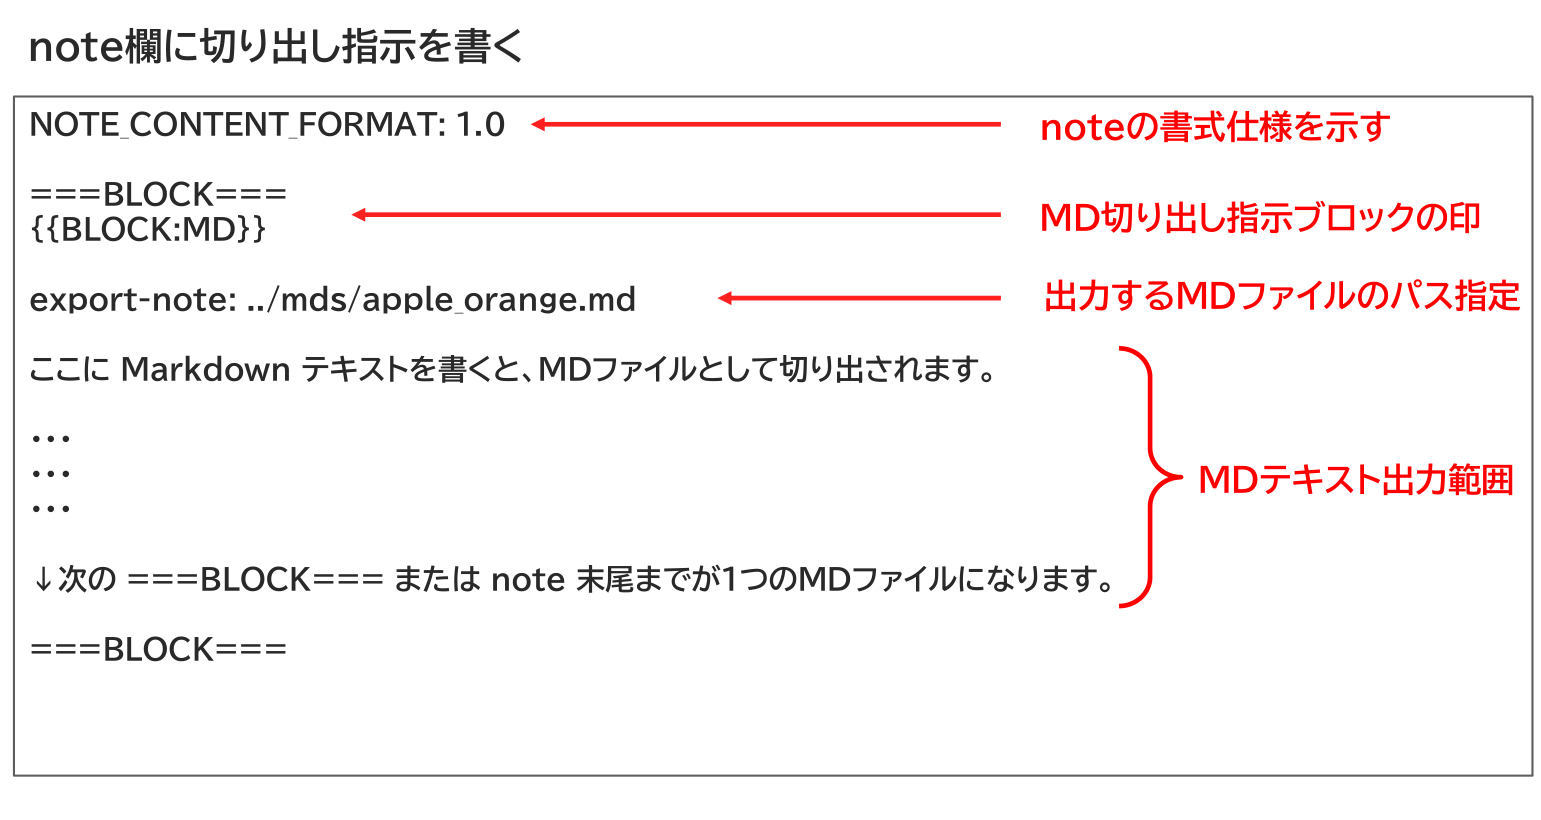 note欄に切り出し指示を書く
NOTE_CONTENT_FORMAT: 1.0
noteの書式仕様を示す
===BLOCK===
{{BLOCK:MD}}
MD切り出し指示ブロックの印
export-note: ../mds/apple_orange.md
出力するMDファイルのパス指定
ここに Markdown テキストを書くと、MDファイルとして切り出されます。
...
...
...
MDテキスト出力範囲
↓次の ===BLOCK=== または note 末尾までが1つのMDファイルになります。
===BLOCK===